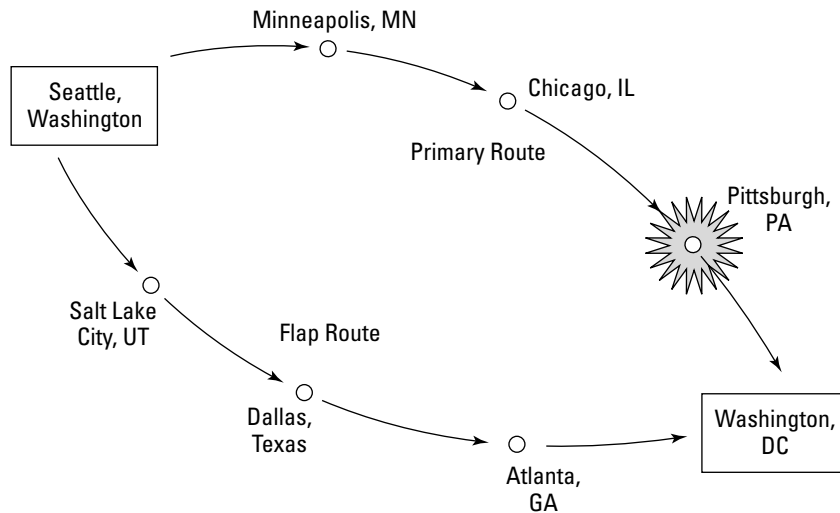 Minneapolis, MN
Seattle,
Washington
Chicago, IL
Primary Route
Pittsburgh,
PA
Salt Lake
City, UT
Flap Route
Dallas,
Texas
Washington,
DC
Atlanta,
GA